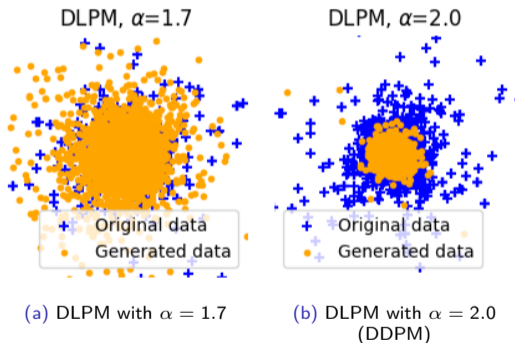 DLPM, α=1.7
DLPM, α=2.0
Original data
Generated data
Original data
Generated data
(a) DLPM with α = 1.7
(b) DLPM with α = 2.0
(DDPM)